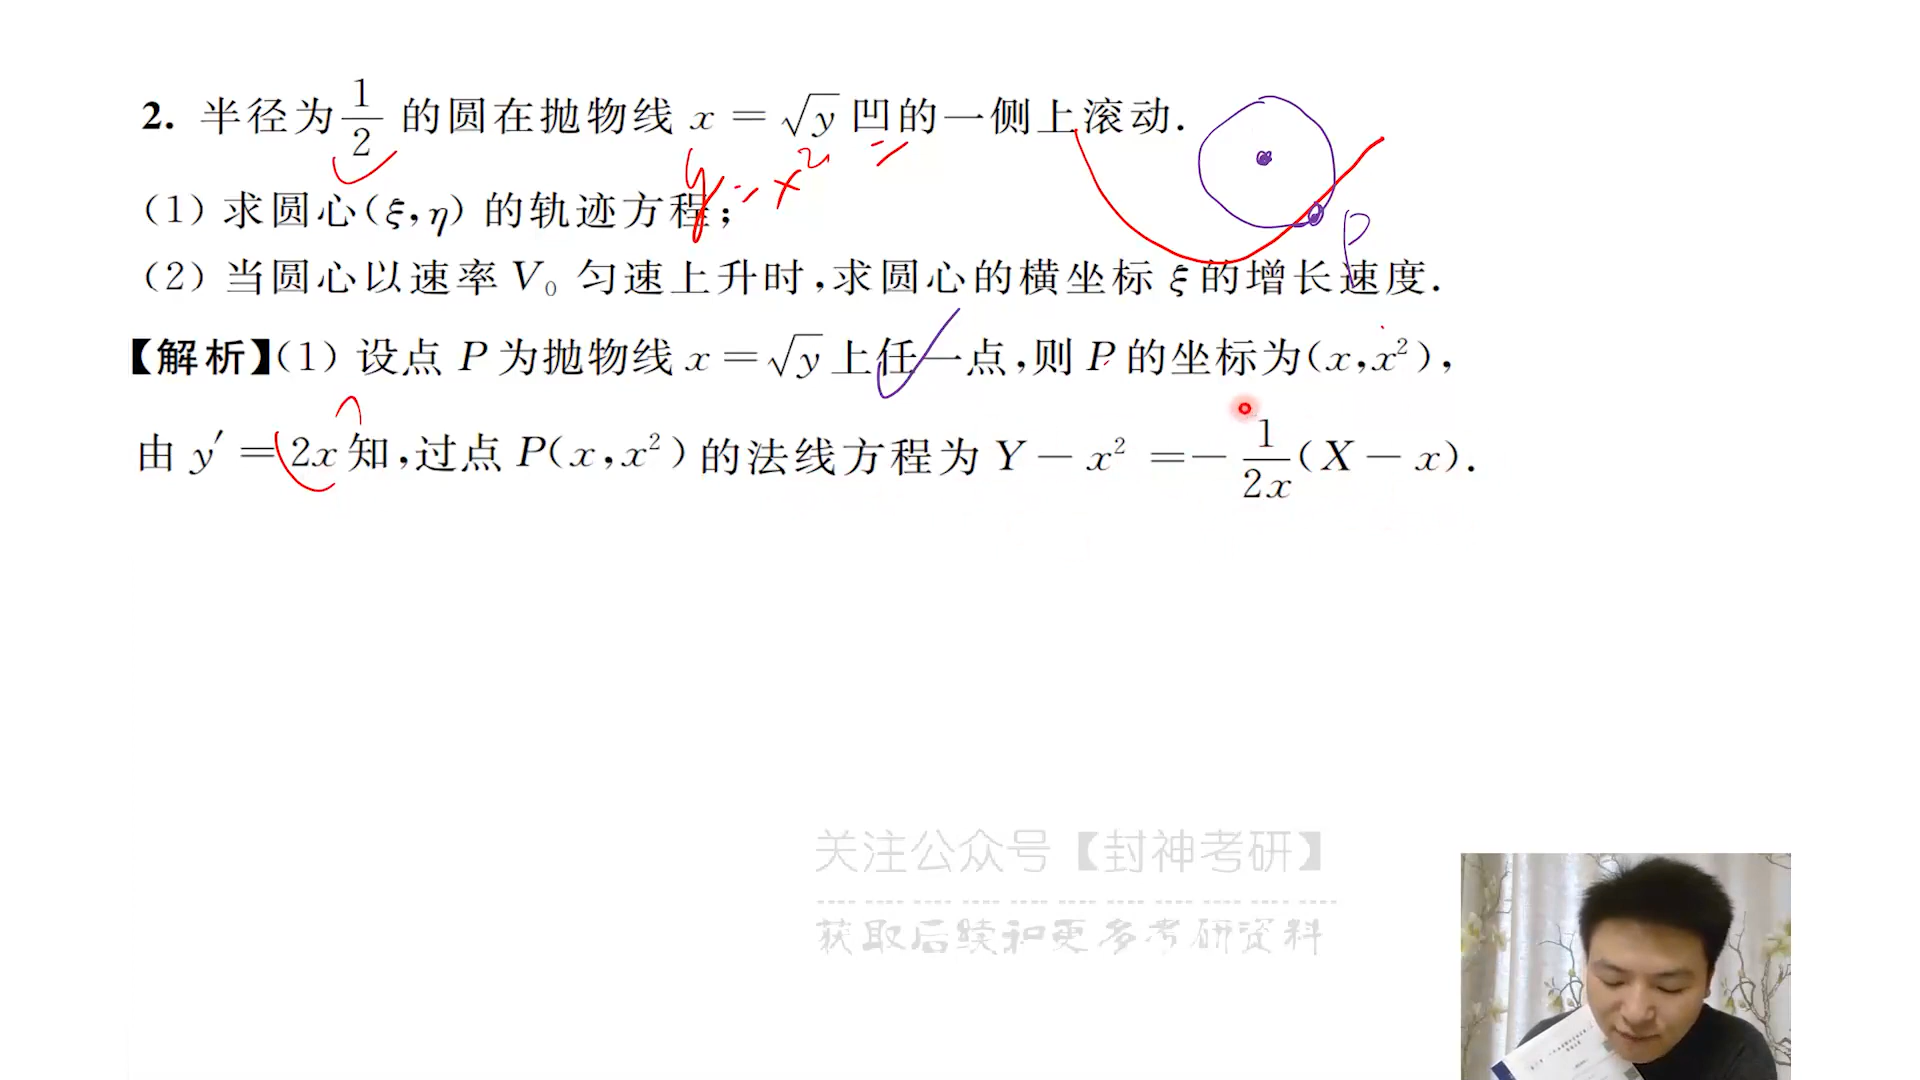 2. 半径为 1/2 的圆在抛物线 x = √y 凹的一侧上滚动.
y = x²
(1) 求圆心(ξ, η) 的轨迹方程;
P
(2) 当圆心以速率 V₀ 匀速上升时,求圆心的横坐标 ξ 的增长速度.
【解析】(1) 设点 P 为抛物线 x = √y 上任一点,则 P 的坐标为(x,x²),
由 y′ = 2x 知,过点 P(x,x²) 的法线方程为 Y − x² = − 1/2x (X − x).
关注公众号【封神考研】
获取后续和更多考研资料